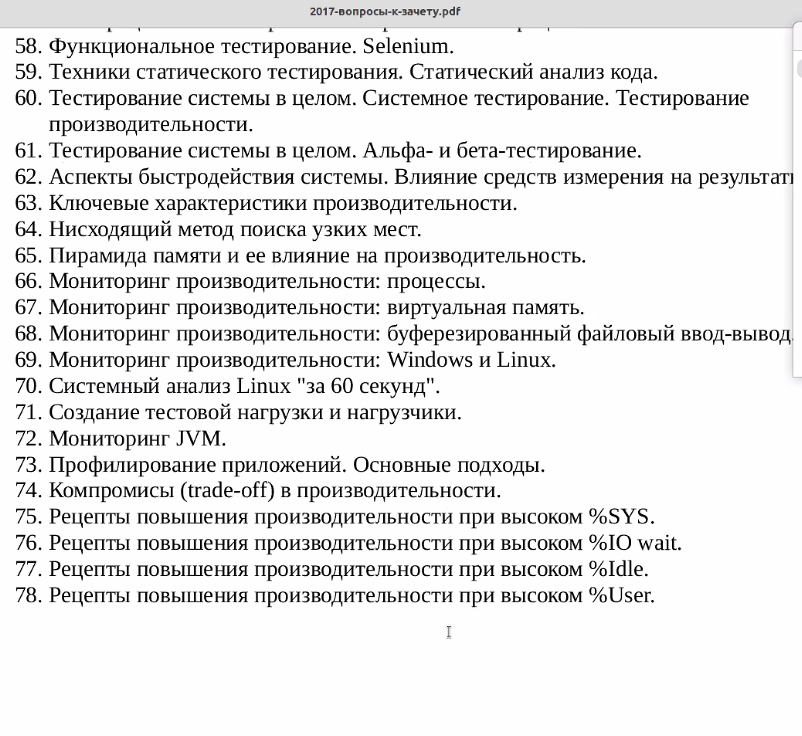 2017-вопросы-к-зачету.pdf
58. Функциональное тестирование. Selenium.
59. Техники статического тестирования. Статический анализ кода.
60. Тестирование системы в целом. Системное тестирование. Тестирование
производительности.
61. Тестирование системы в целом. Альфа- и бета-тестирование.
62. Аспекты быстродействия системы. Влияние средств измерения на результаты
63. Ключевые характеристики производительности.
64. Нисходящий метод поиска узких мест.
65. Пирамида памяти и ее влияние на производительность.
66. Мониторинг производительности: процессы.
67. Мониторинг производительности: виртуальная память.
68. Мониторинг производительности: буферезированный файловый ввод-вывод.
69. Мониторинг производительности: Windows и Linux.
70. Системный анализ Linux "за 60 секунд".
71. Создание тестовой нагрузки и нагрузчики.
72. Мониторинг JVM.
73. Профилирование приложений. Основные подходы.
74. Компромисы (trade-off) в производительности.
75. Рецепты повышения производительности при высоком %SYS.
76. Рецепты повышения производительности при высоком %IO wait.
77. Рецепты повышения производительности при высоком %Idle.
78. Рецепты повышения производительности при высоком %User.